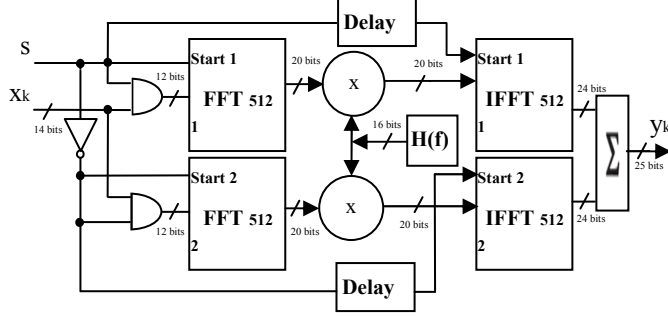 Delay
S
Start 1
12 bits
FFT 512
1
20 bits
x
20 bits
Start 1
IFFT 512
1
24 bits
xk
14 bits
16 bits
H(f)
Σ
yk
25 bits
Start 2
12 bits
FFT 512
2
20 bits
x
20 bits
Start 2
IFFT 512
2
24 bits
Delay